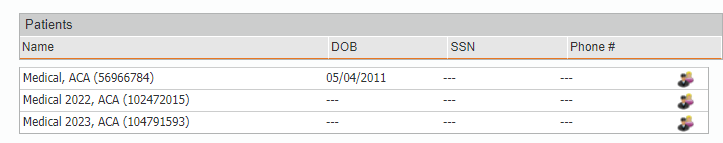 Patients
Name DOB SSN Phone #
Medical, ACA (56966784) 05/04/2011 --- ---
Medical 2022, ACA (102472015) --- --- ---
Medical 2023, ACA (104791593) --- --- ---